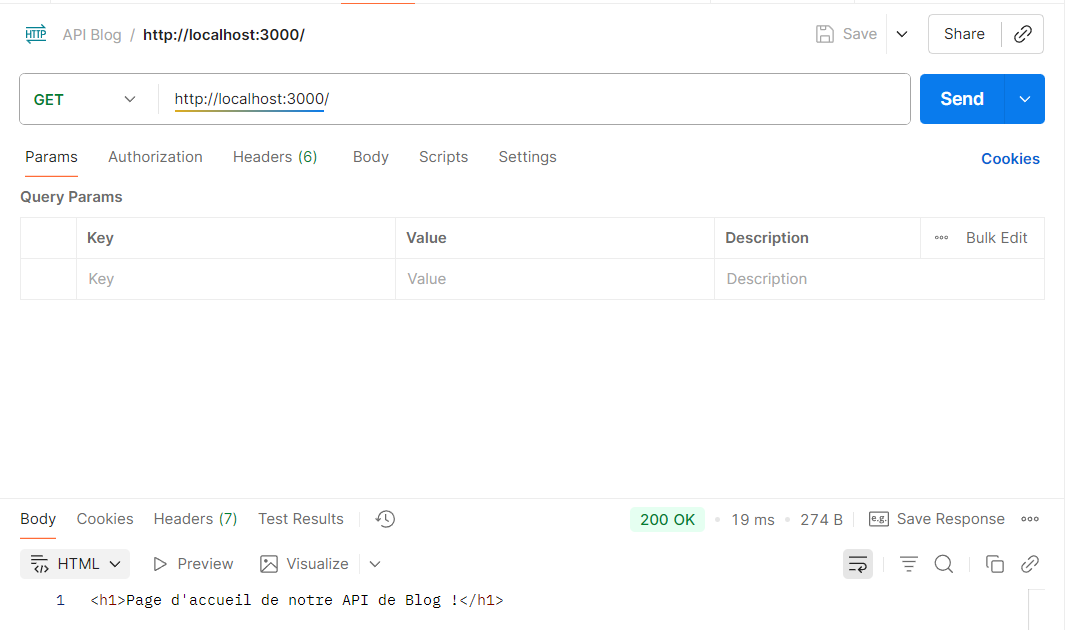 HTTP API Blog / http://localhost:3000/ Save Share
GET http://localhost:3000/ Send
Params Authorization Headers (6) Body Scripts Settings Cookies
Query Params
Key Value Description Bulk Edit
Key Value Description
Body Cookies Headers (7) Test Results 200 OK 19 ms 274 B e.g. Save Response
HTML Preview Visualize
1 <h1>Page d'accueil de notre API de Blog !</h1>